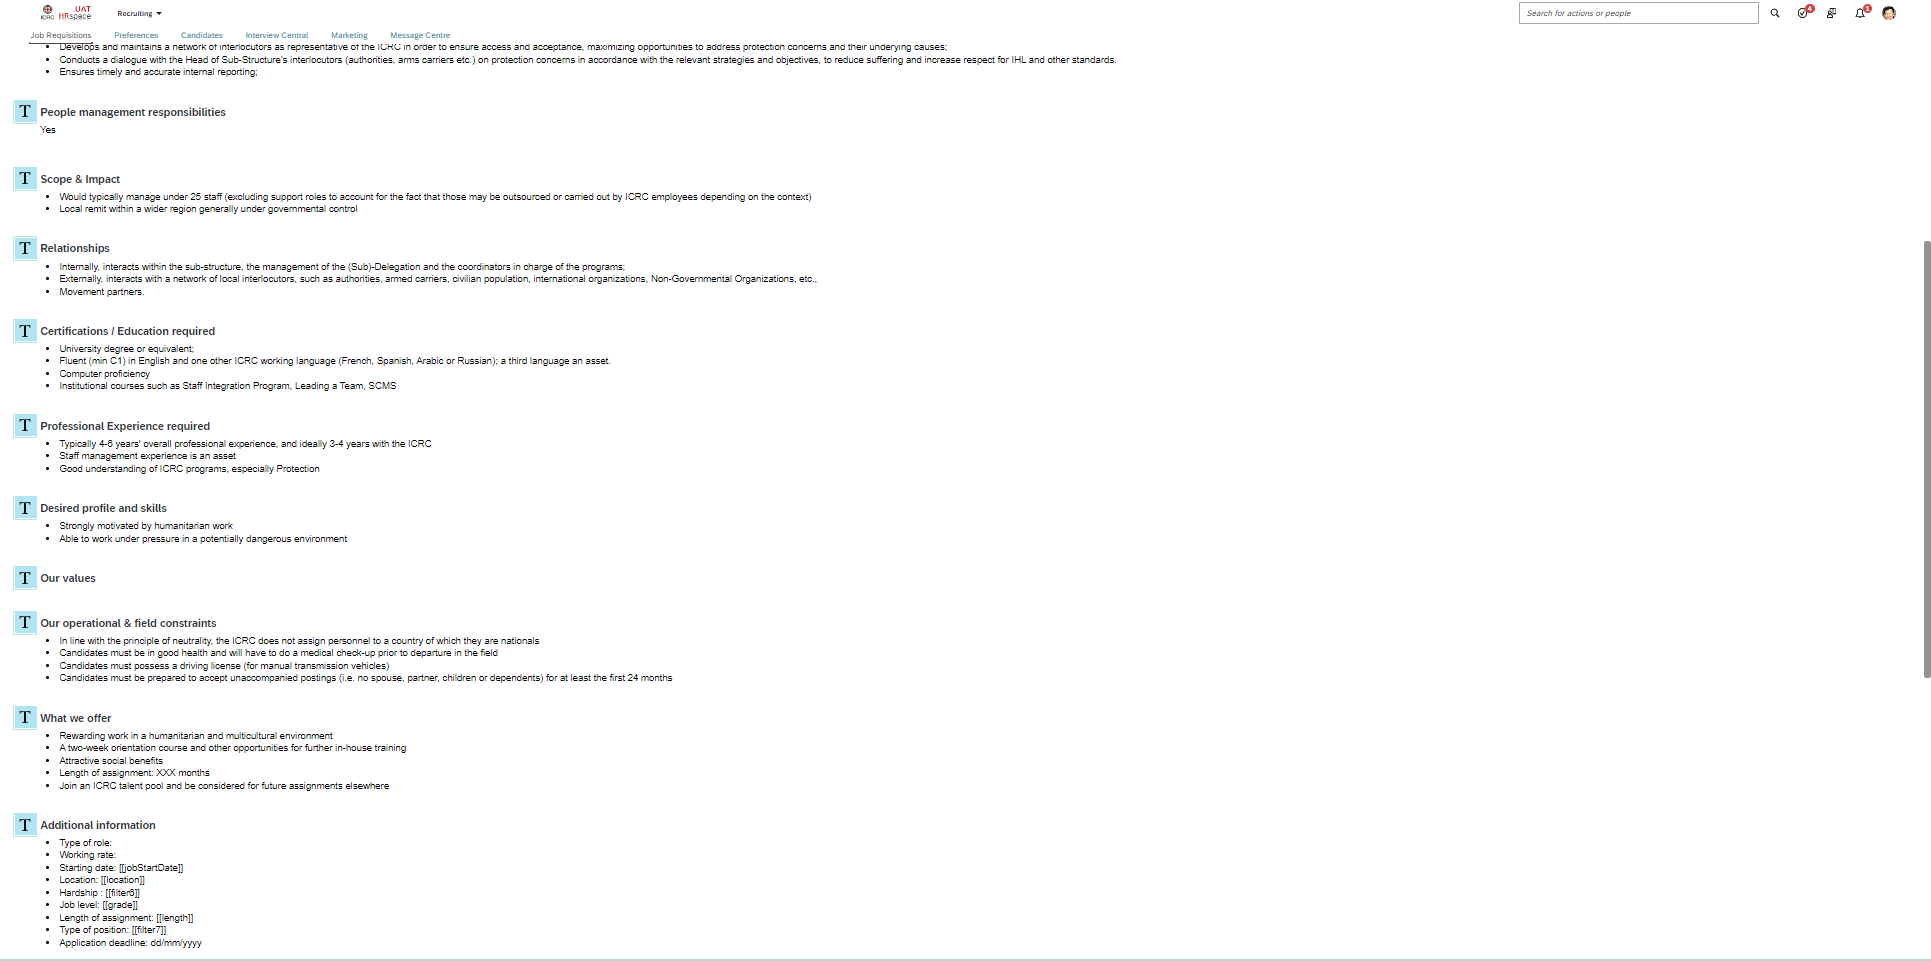 ICRC
UAT
HRspace
Recruiting
Search for actions or people
4
1
Job Requisitions
Preferences
Candidates
Interview Central
Marketing
Message Centre
Develops and maintains a network of interlocutors as representative of the ICRC in order to ensure access and acceptance, maximizing opportunities to address protection concerns and their underlying causes;
Conducts a dialogue with the Head of Sub-Structure's interlocutors (authorities, arms carriers etc.) on protection concerns in accordance with the relevant strategies and objectives, to reduce suffering and increase respect for IHL and other standards.
Ensures timely and accurate internal reporting;
T People management responsibilities
Yes
T Scope & Impact
Would typically manage under 25 staff (excluding support roles to account for the fact that those may be outsourced or carried out by ICRC employees depending on the context)
Local remit within a wider region generally under governmental control
T Relationships
Internally, interacts within the sub-structure, the management of the (Sub)-Delegation and the coordinators in charge of the programs;
Externally, interacts with a network of local interlocutors, such as authorities, armed carriers, civilian population, international organizations, Non-Governmental Organizations, etc.,
Movement partners.
T Certifications / Education required
University degree or equivalent;
Fluent (min C1) in English and one other ICRC working language (French, Spanish, Arabic or Russian); a third language an asset.
Computer proficiency
Institutional courses such as Staff Integration Program, Leading a Team, SCMS
T Professional Experience required
Typically 4-6 years' overall professional experience, and ideally 3-4 years with the ICRC
Staff management experience is an asset
Good understanding of ICRC programs, especially Protection
T Desired profile and skills
Strongly motivated by humanitarian work
Able to work under pressure in a potentially dangerous environment
T Our values
T Our operational & field constraints
In line with the principle of neutrality, the ICRC does not assign personnel to a country of which they are nationals
Candidates must be in good health and will have to do a medical check-up prior to departure in the field
Candidates must possess a driving license (for manual transmission vehicles)
Candidates must be prepared to accept unaccompanied postings (i.e. no spouse, partner, children or dependents) for at least the first 24 months
T What we offer
Rewarding work in a humanitarian and multicultural environment
A two-week orientation course and other opportunities for further in-house training
Attractive social benefits
Length of assignment: XXX months
Join an ICRC talent pool and be considered for future assignments elsewhere
T Additional information
Type of role:
Working rate:
Starting date: [[jobStartDate]]
Location: [[location]]
Hardship : [[filter6]]
Job level: [[grade]]
Length of assignment: [[length]]
Type of position: [[filter7]]
Application deadline: dd/mm/yyyy